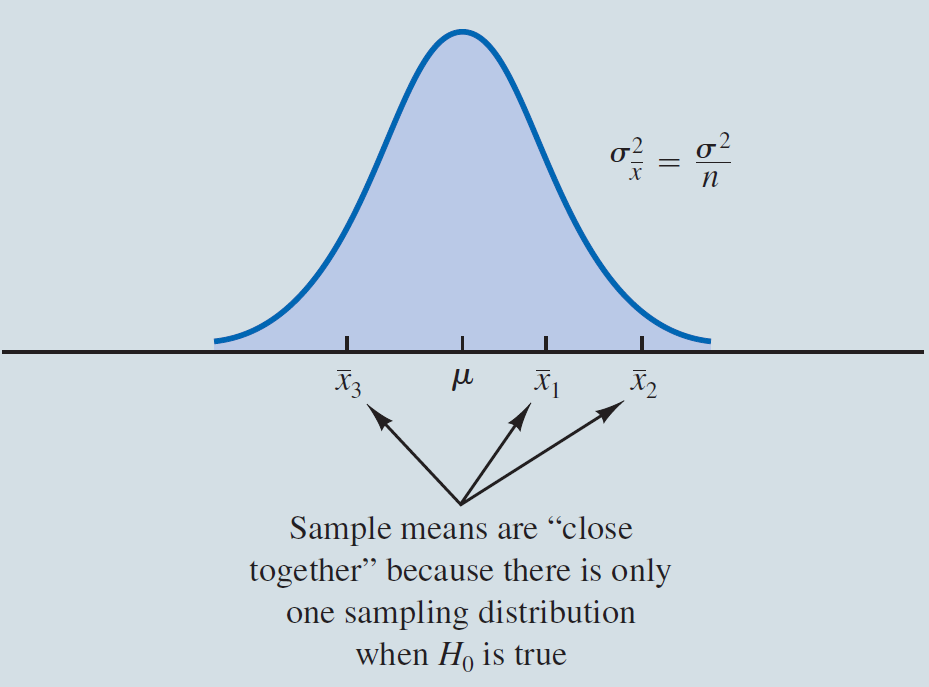 σ²x̄ = σ²/n
x̄₃ μ x̄₁ x̄₂
Sample means are “close
together” because there is only
one sampling distribution
when H₀ is true